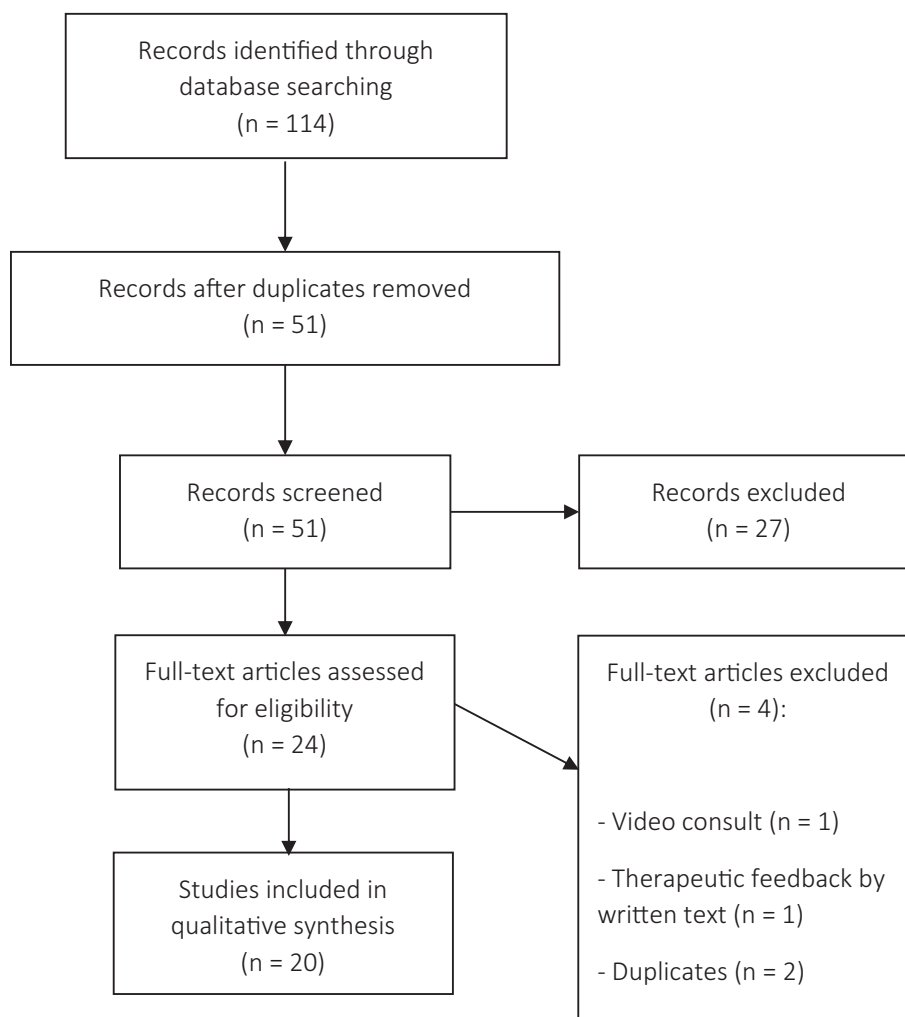 Records identified through
database searching
(n = 114)
Records after duplicates removed
(n = 51)
Records screened
(n = 51)
Records excluded
(n = 27)
Full-text articles assessed
for eligibility
(n = 24)
Full-text articles excluded
(n = 4):
- Video consult (n = 1)
- Therapeutic feedback by
written text (n = 1)
- Duplicates (n = 2)
Studies included in
qualitative synthesis
(n = 20)